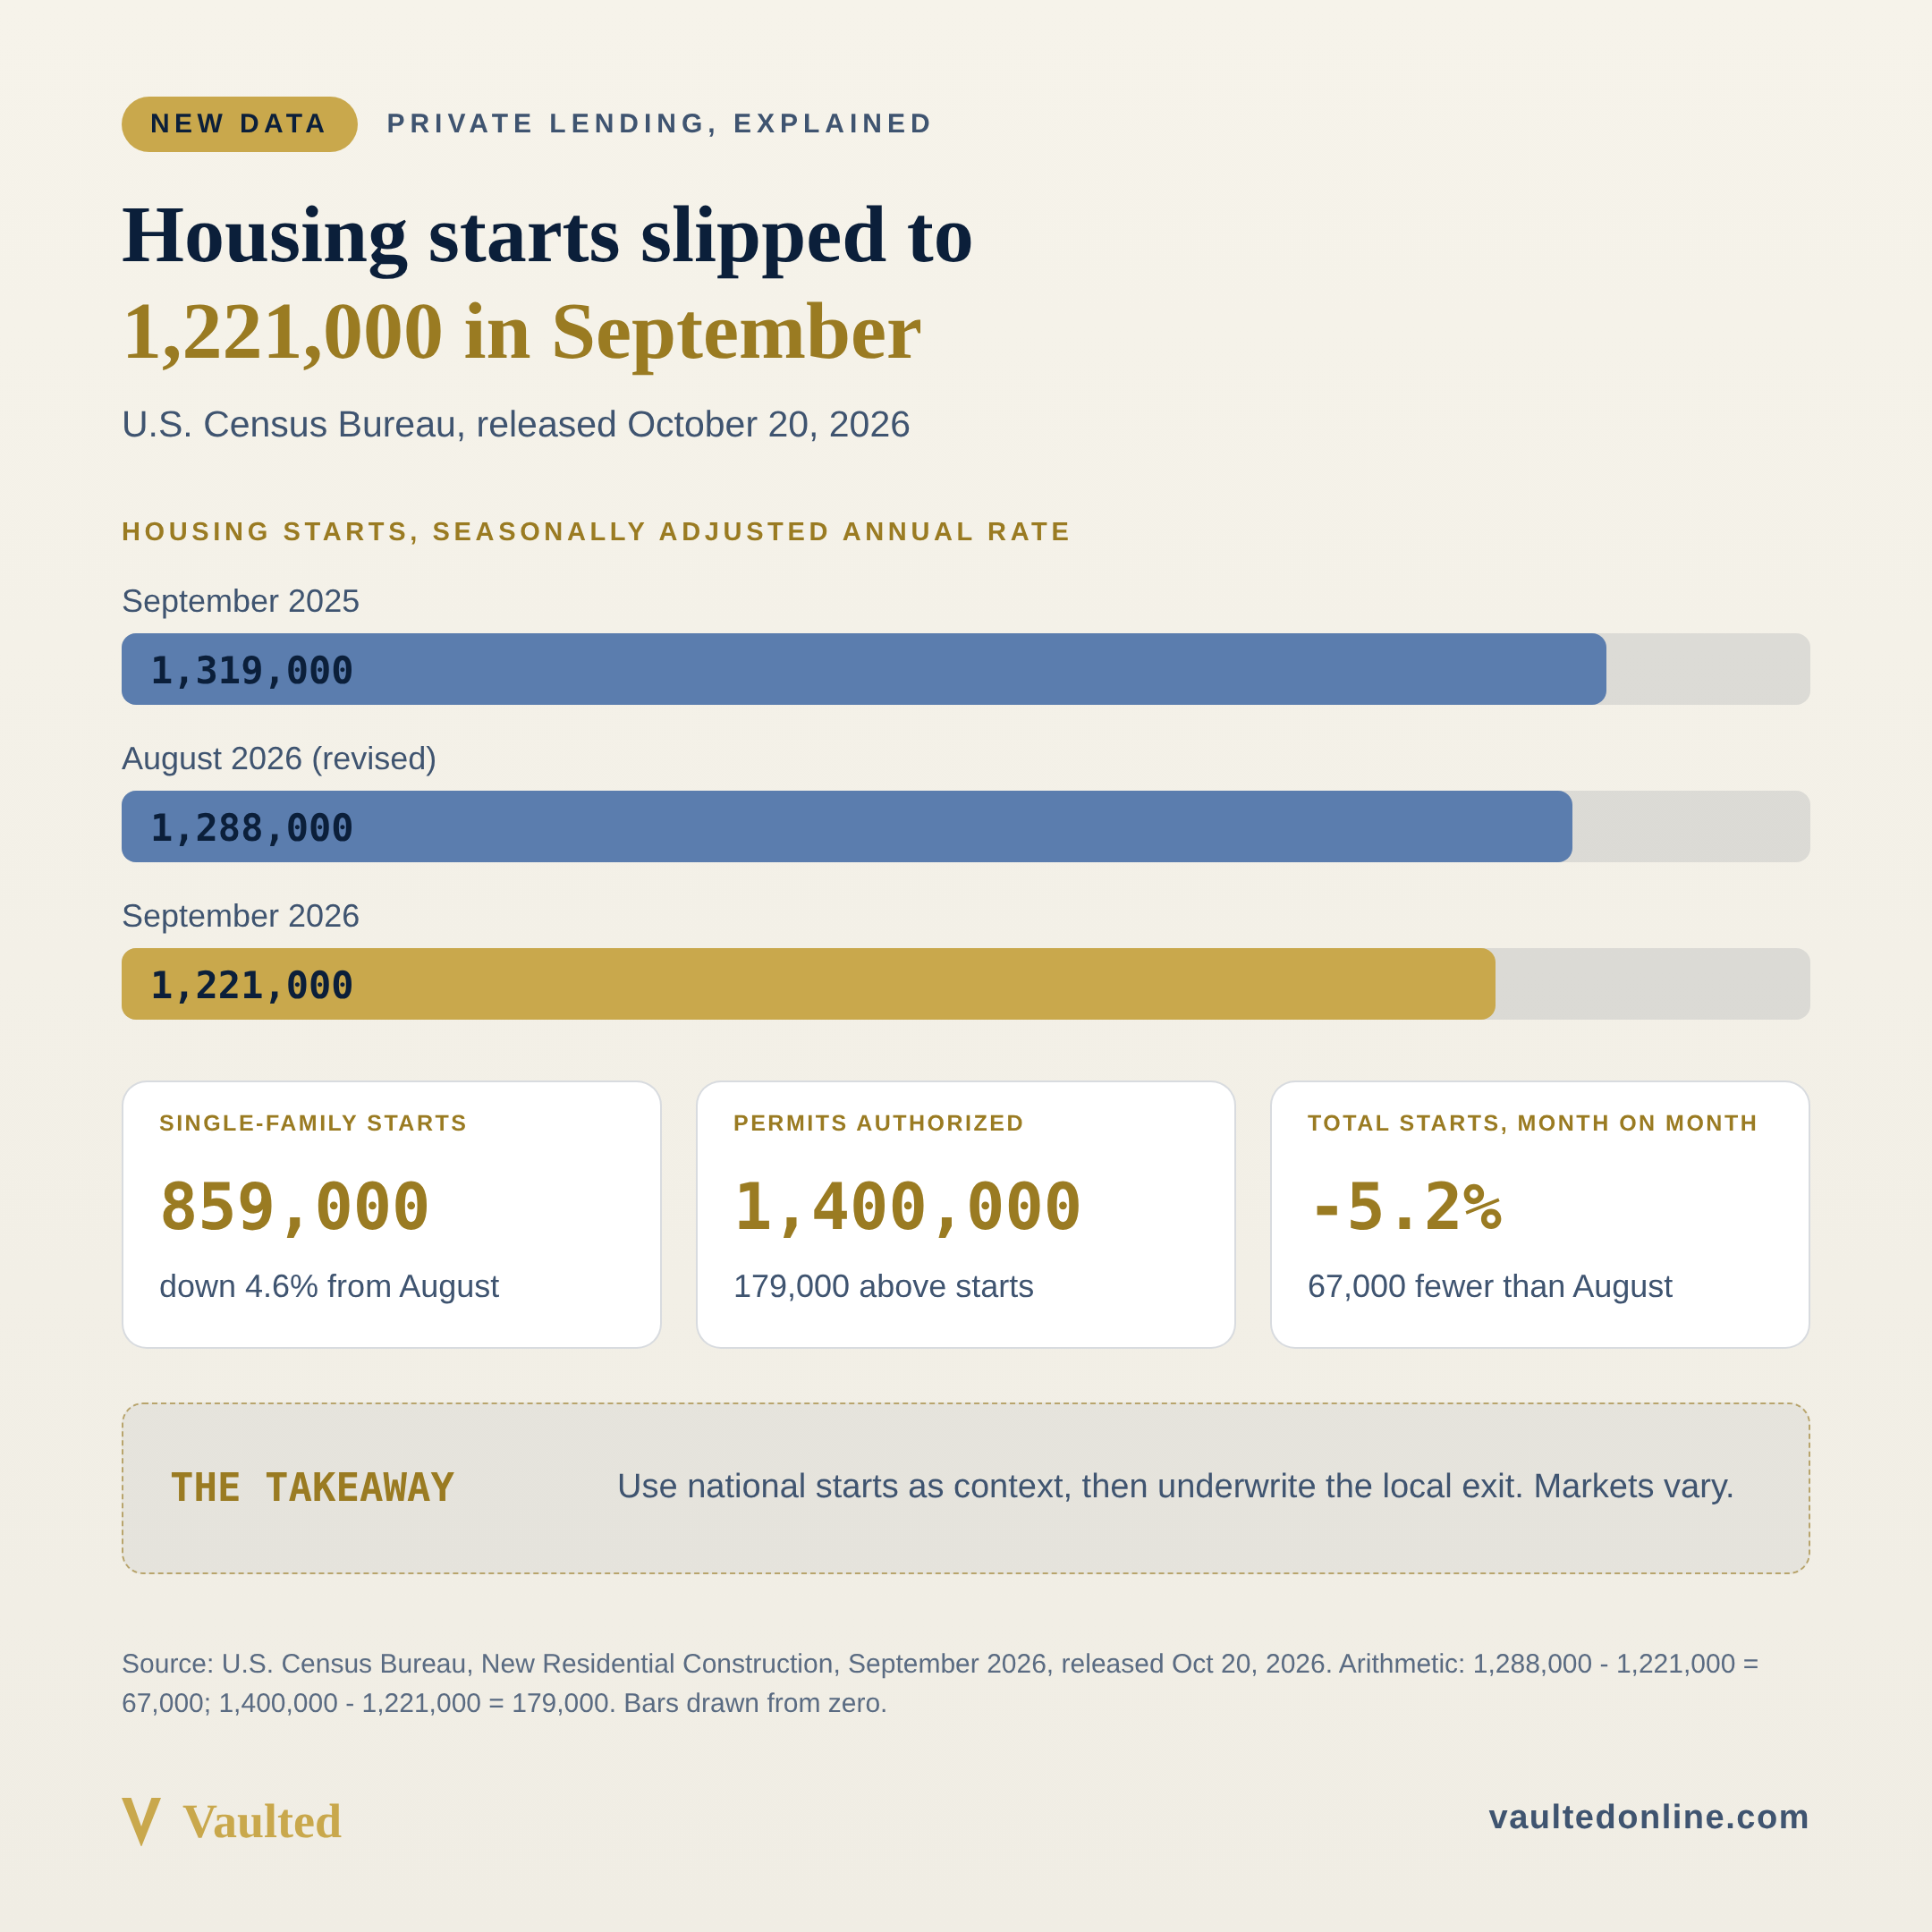 NEW DATA PRIVATE LENDING, EXPLAINED
Housing starts slipped to
1,221,000 in September
U.S. Census Bureau, released October 20, 2026
HOUSING STARTS, SEASONALLY ADJUSTED ANNUAL RATE
September 2025
1,319,000
August 2026 (revised)
1,288,000
September 2026
1,221,000
SINGLE-FAMILY STARTS
859,000
down 4.6% from August
PERMITS AUTHORIZED
1,400,000
179,000 above starts
TOTAL STARTS, MONTH ON MONTH
-5.2%
67,000 fewer than August
THE TAKEAWAY
Use national starts as context, then underwrite the local exit. Markets vary.
Source: U.S. Census Bureau, New Residential Construction, September 2026, released Oct 20, 2026. Arithmetic: 1,288,000 - 1,221,000 =
67,000; 1,400,000 - 1,221,000 = 179,000. Bars drawn from zero.
Vaulted
vaultedonline.com